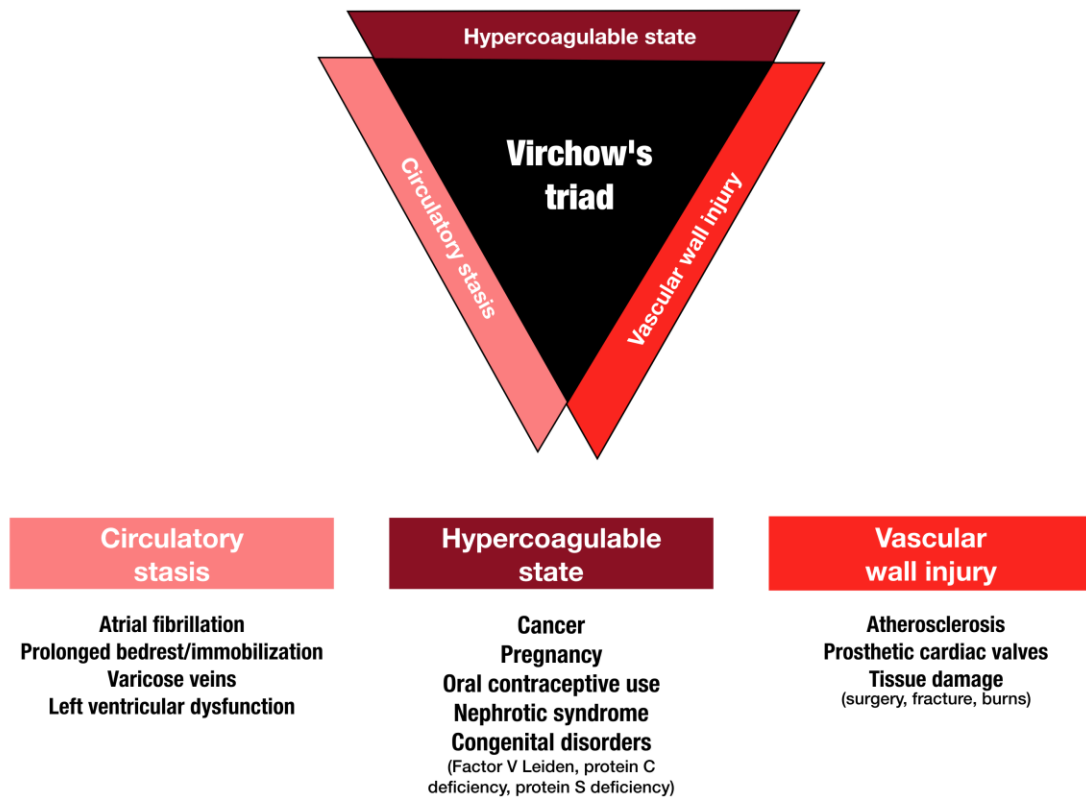 Hypercoagulable state
Virchow's
triad
Circulatory stasis
Vascular wall injury
Circulatory
stasis
Atrial fibrillation
Prolonged bedrest/immobilization
Varicose veins
Left ventricular dysfunction
Hypercoagulable
state
Cancer
Pregnancy
Oral contraceptive use
Nephrotic syndrome
Congenital disorders
(Factor V Leiden, protein C
deficiency, protein S deficiency)
Vascular
wall injury
Atherosclerosis
Prosthetic cardiac valves
Tissue damage
(surgery, fracture, burns)